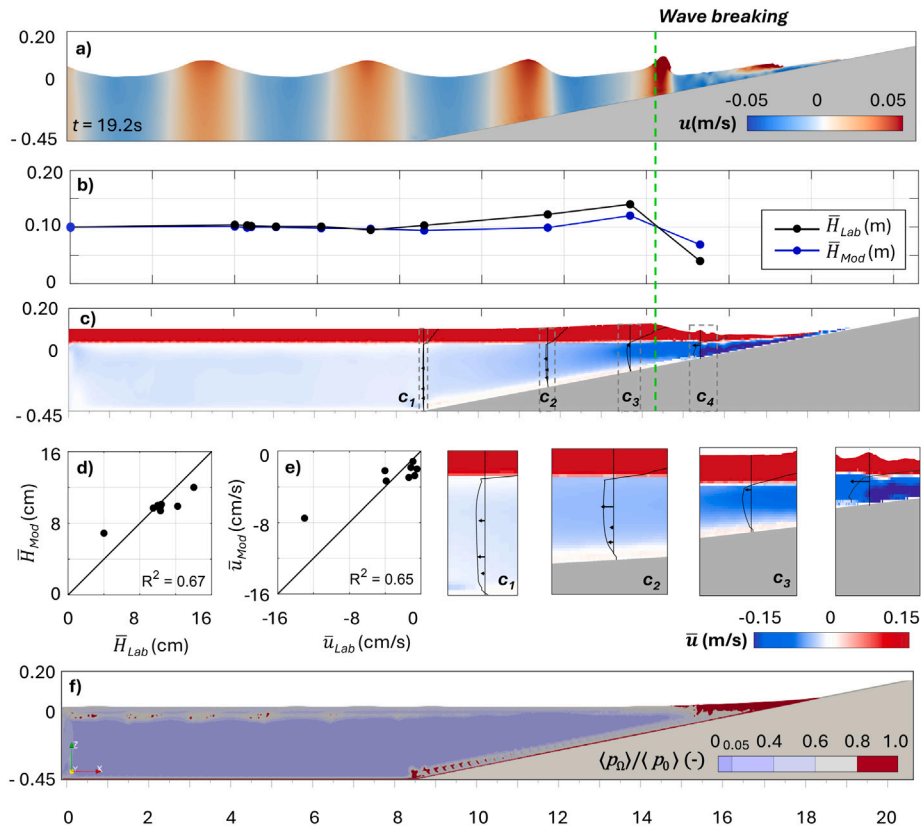 Wave breaking
0.20
a)
0
t = 19.2s
-0.05 0 0.05
u(m/s)
-0.45
0.20
b)
0.10
H̅Lab (m)
H̅Mod (m)
0
0.20
c)
0
c1 c2 c3 c4
-0.45
16
d)
8
H̅Mod (cm)
R² = 0.67
0
0 8 16
H̅Lab (cm)
0
e)
-8
u̅Mod (cm/s)
R² = 0.65
-16
-16 -8 0
u̅Lab (cm/s)
c1 c2 c3
-0.15 0.15
u̅ (m/s)
0.20
f)
0
Z
Y X
0 0.05 0.4 0.6 0.8 1.0
⟨pΩ⟩/⟨p0⟩ (-)
-0.45
0 2 4 6 8 10 12 14 16 18 20